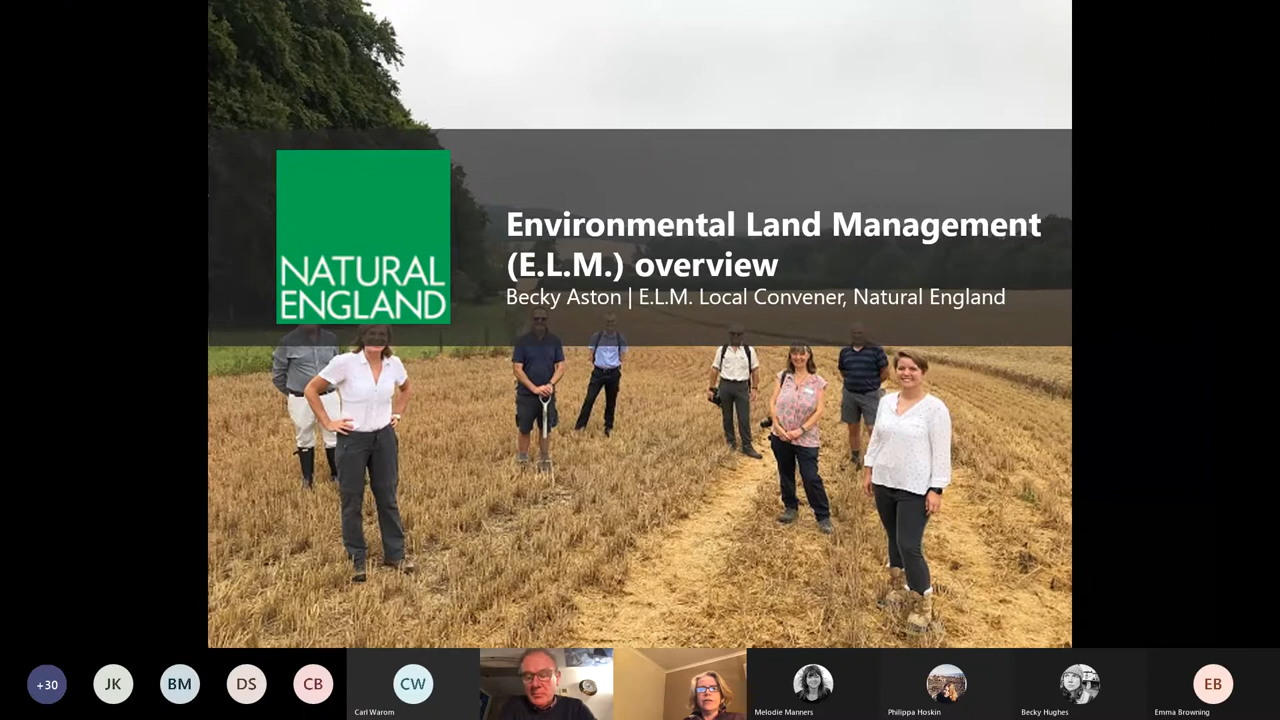 NATURAL
ENGLAND
Environmental Land Management
(E.L.M.) overview
Becky Aston | E.L.M. Local Convener, Natural England
+30
JK
BM
DS
CB
CW
Carl Warom
Melodie Manners
Philippa Hoskin
Becky Hughes
EB
Emma Browning